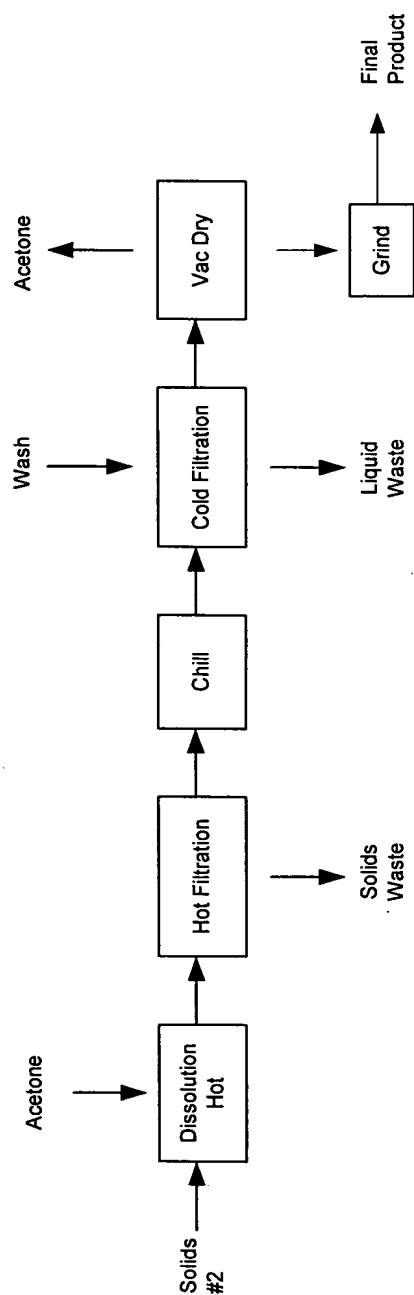 Solids
#2
Acetone
Dissolution
Hot
Hot Filtration
Solids
Waste
Chill
Wash
Cold Filtration
Liquid
Waste
Acetone
Vac Dry
Grind
Final
Product